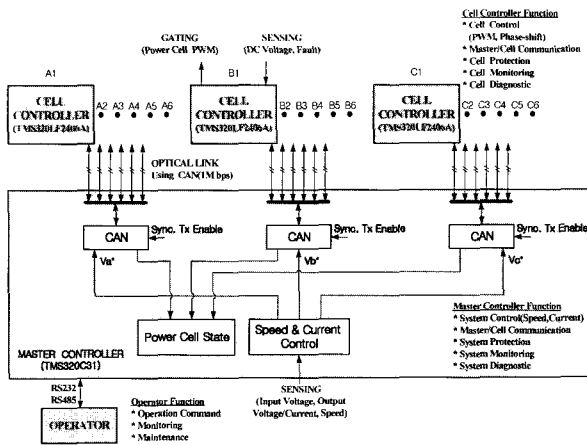 Cell Controller Function
* Cell Control
(PWM, Phase-shift)
* Master/Cell Communication
* Cell Protection
* Cell Monitoring
* Cell Diagnostic
GATING
(Power Cell PWM)
SENSING
(DC Voltage, Fault)
A1
B1
C1
CELL
CONTROLLER
(TMS320LF2406A)
A2 A3 A4 A5 A6
CELL
CONTROLLER
(TMS320LF2406A)
B2 B3 B4 B5 B6
CELL
CONTROLLER
(TMS320LF2406A)
C2 C3 C4 C5 C6
OPTICAL LINK
Using CAN(1M bps)
CAN
Sync. Tx Enable
CAN
Sync. Tx Enable
CAN
Sync. Tx Enable
Va*
Vb*
Vc*
Power Cell State
Speed & Current
Control
Master Controller Function
* System Control(Speed,Current)
* Master/Cell Communication
* System Protection
* System Monitoring
* System Diagnostic
MASTER CONTROLLER
(TMS320C31)
RS232
RS485
OPERATOR
Operator Function
* Operation Command
* Monitoring
* Maintenance
SENSING
(Input Voltage, Output
Voltage/Current, Speed)